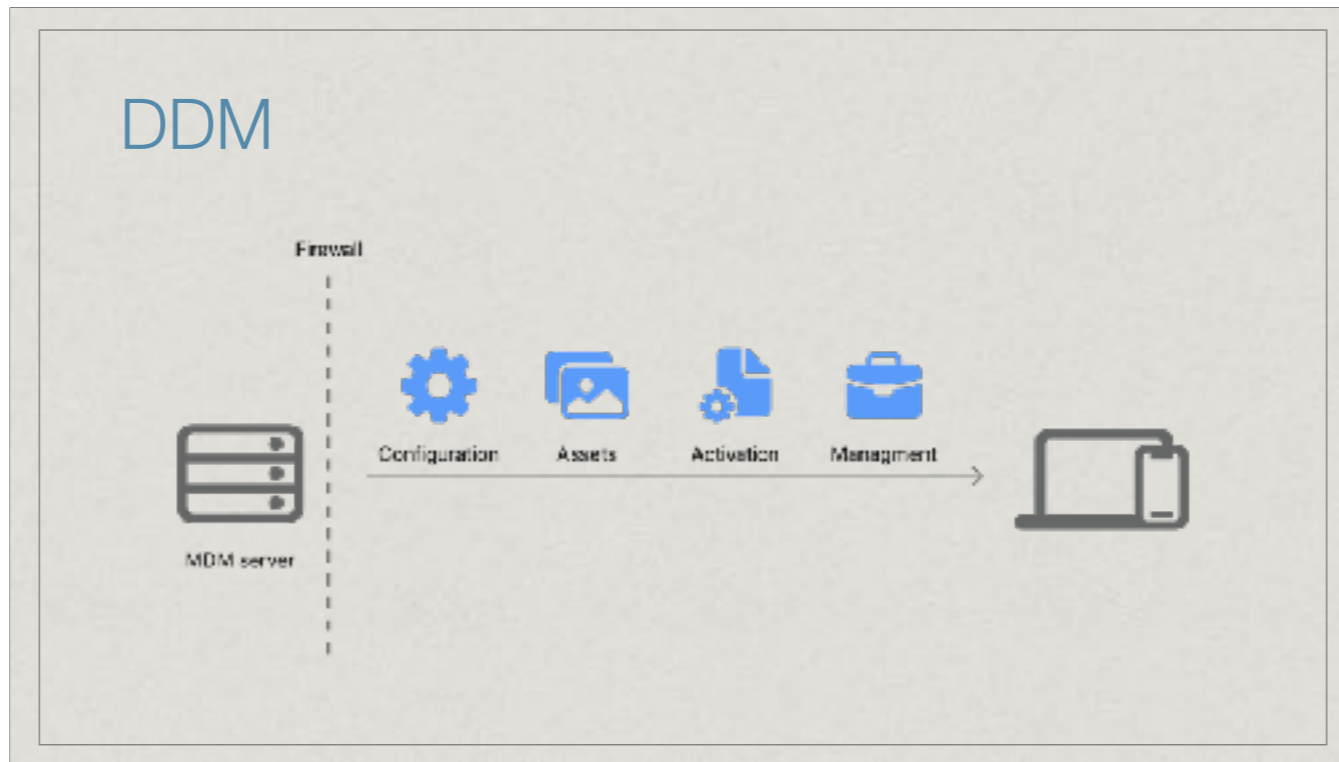 DDM
Firewall
Configuration
Assets
Activation
Managment
MDM server